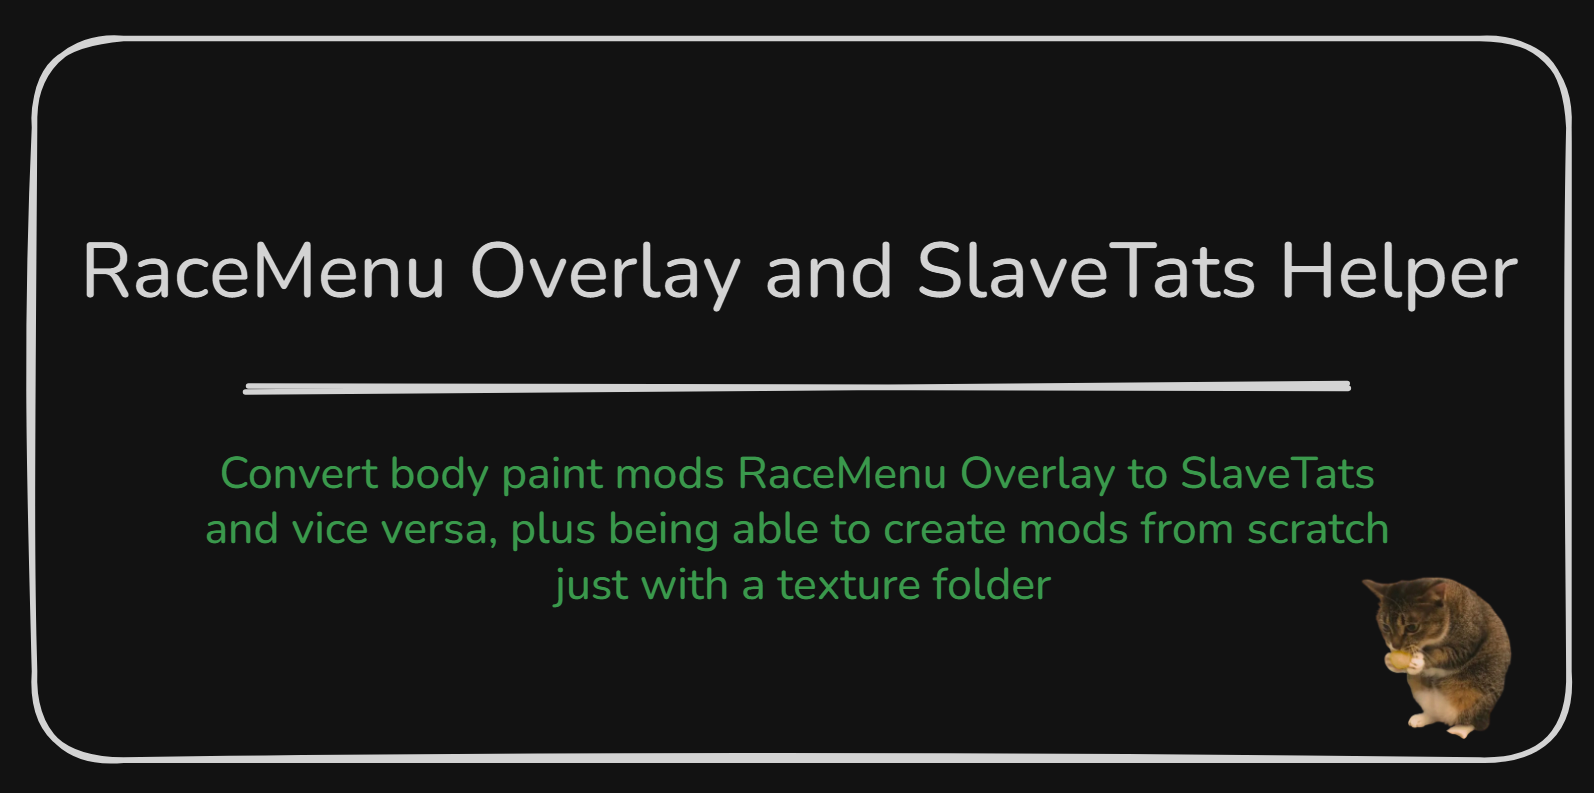 RaceMenu Overlay and SlaveTats Helper
Convert body paint mods RaceMenu Overlay to SlaveTats
and vice versa, plus being able to create mods from scratch
just with a texture folder